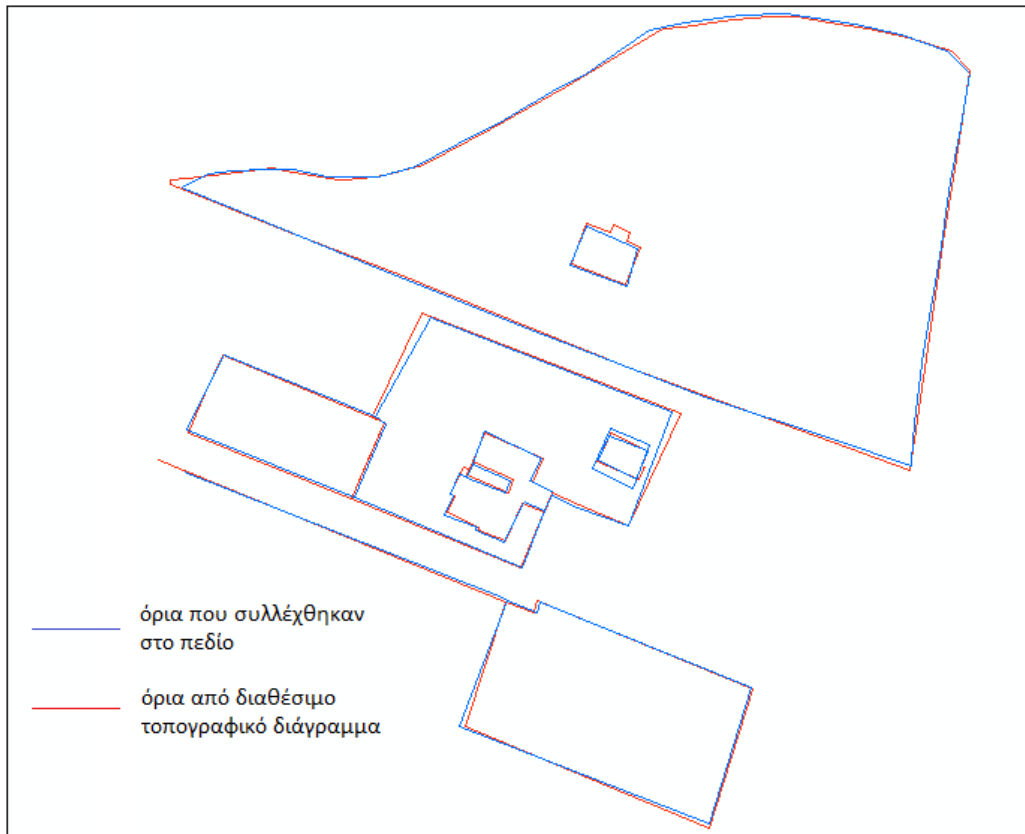 όρια που συλλέχθηκαν
στο πεδίο
όρια από διαθέσιμο
τοπογραφικό διάγραμμα